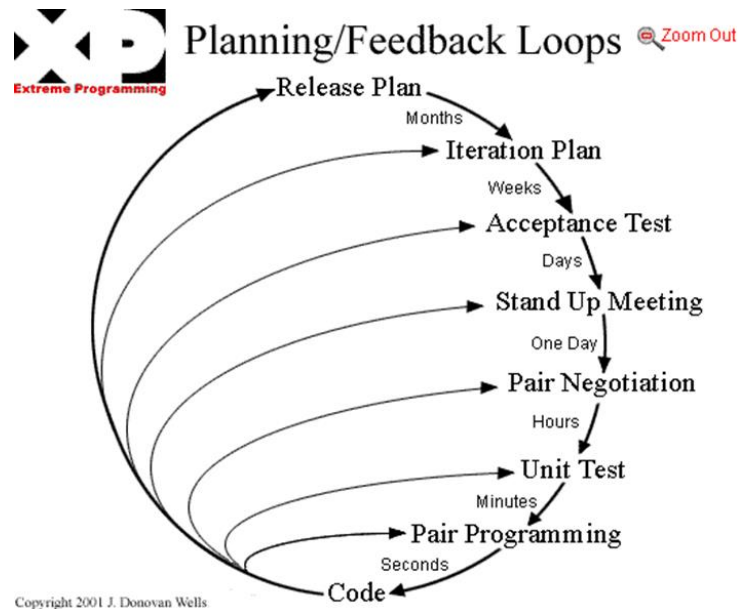 XP
Extreme Programming
Planning/Feedback Loops
Zoom Out
Release Plan
Months
Iteration Plan
Weeks
Acceptance Test
Days
Stand Up Meeting
One Day
Pair Negotiation
Hours
Unit Test
Minutes
Pair Programming
Seconds
Code
Copyright 2001 J. Donovan Wells